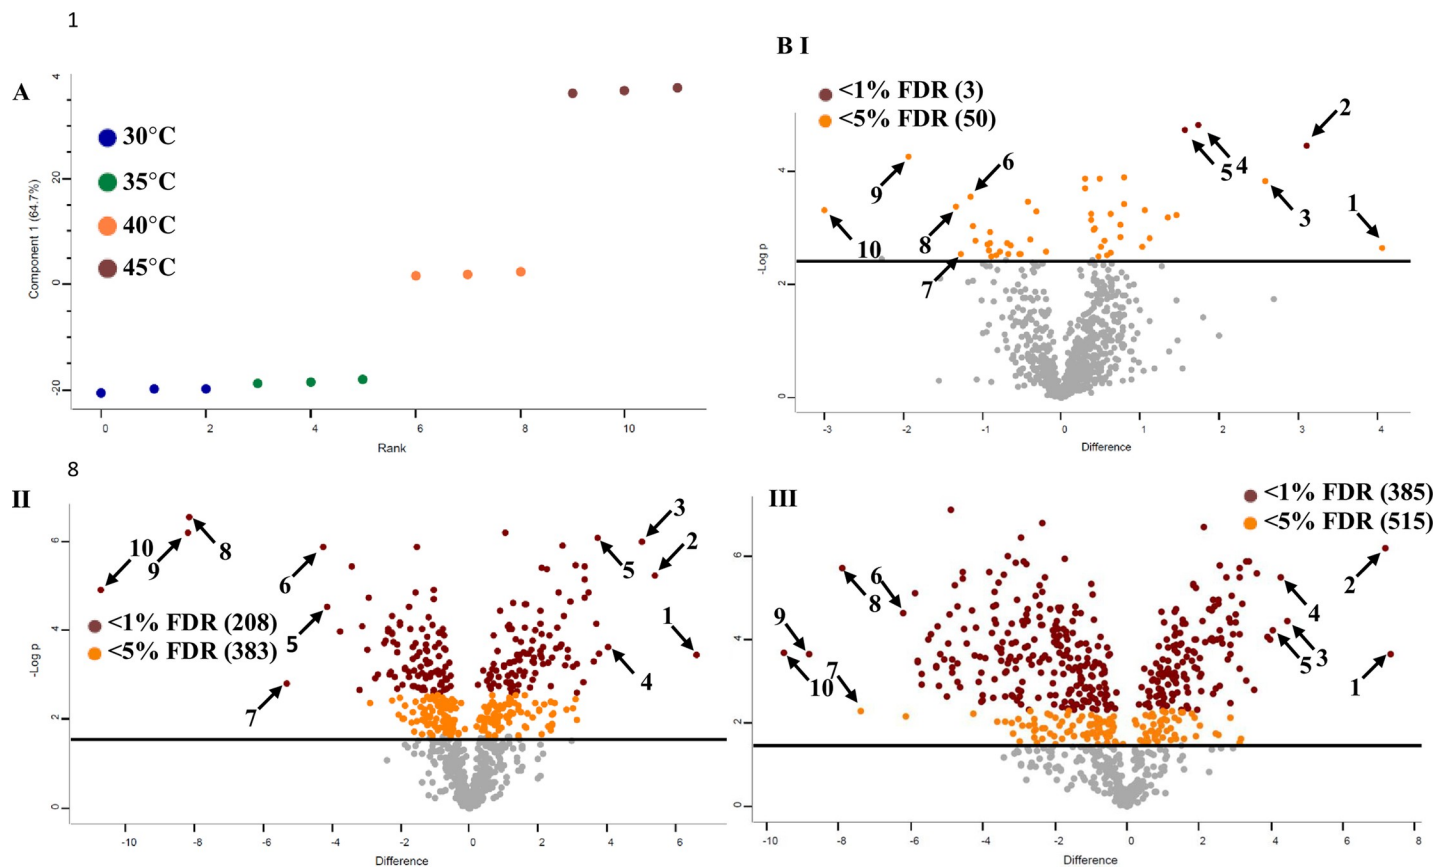 1
A
4
20
0
-20
Component 1 (64.7%)
30°C
35°C
40°C
45°C
0 2 4 6 8 10
Rank
B I
<1% FDR (3)
<5% FDR (50)
4
2
0
-Log p
9
6
8
7
10
5
4
2
3
1
-3 -2 -1 0 1 2 3 4
Difference
8
II
6
4
2
0
-Log p
10
9
8
6
5
7
<1% FDR (208)
<5% FDR (383)
3
2
5
1
4
-10 -8 -6 -4 -2 0 2 4 6
Difference
III
<1% FDR (385)
<5% FDR (515)
6
4
2
0
-Log p
6
8
9
7
10
2
4
3
5
1
-10 -8 -6 -4 -2 0 2 4 6 8
Difference